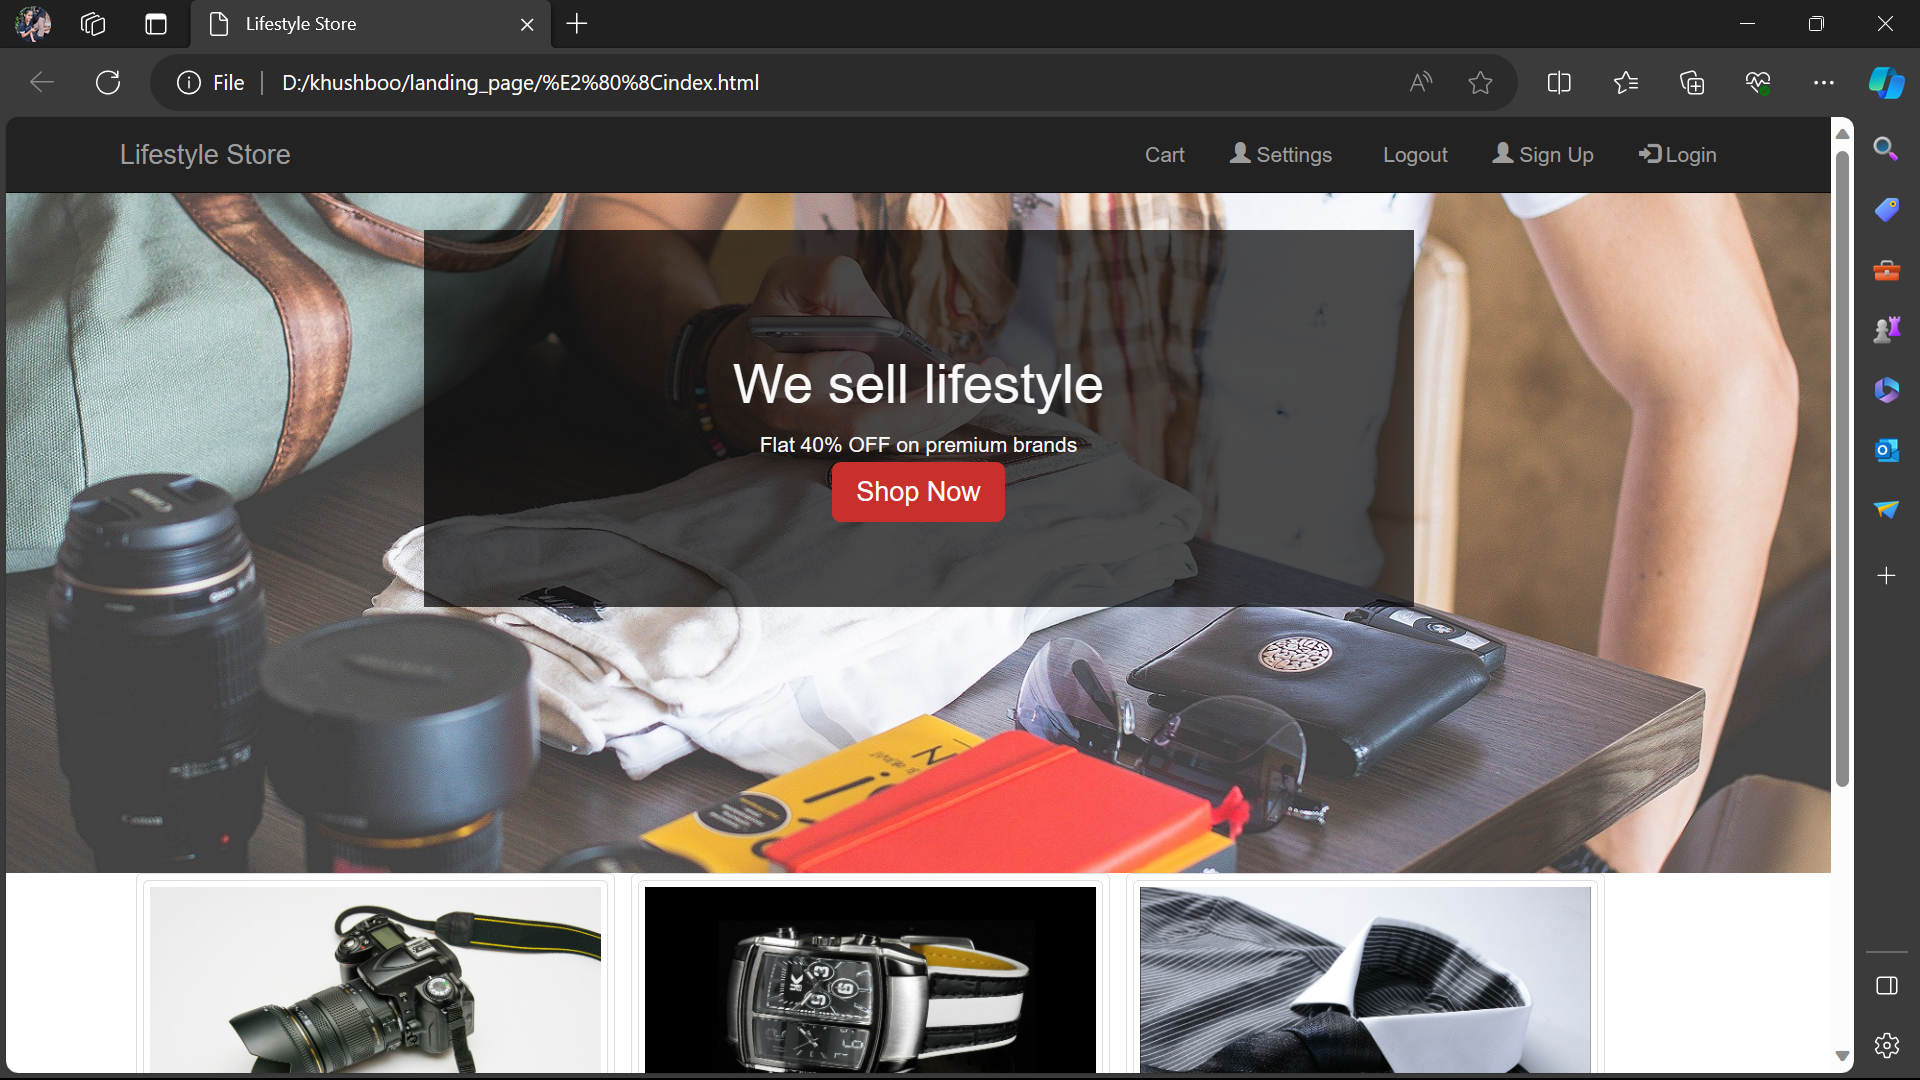 Lifestyle Store
File
D:/khushboo/landing_page/%E2%80%8Cindex.html
Lifestyle Store
Cart
Settings
Logout
Sign Up
Login
We sell lifestyle
Flat 40% OFF on premium brands
Shop Now